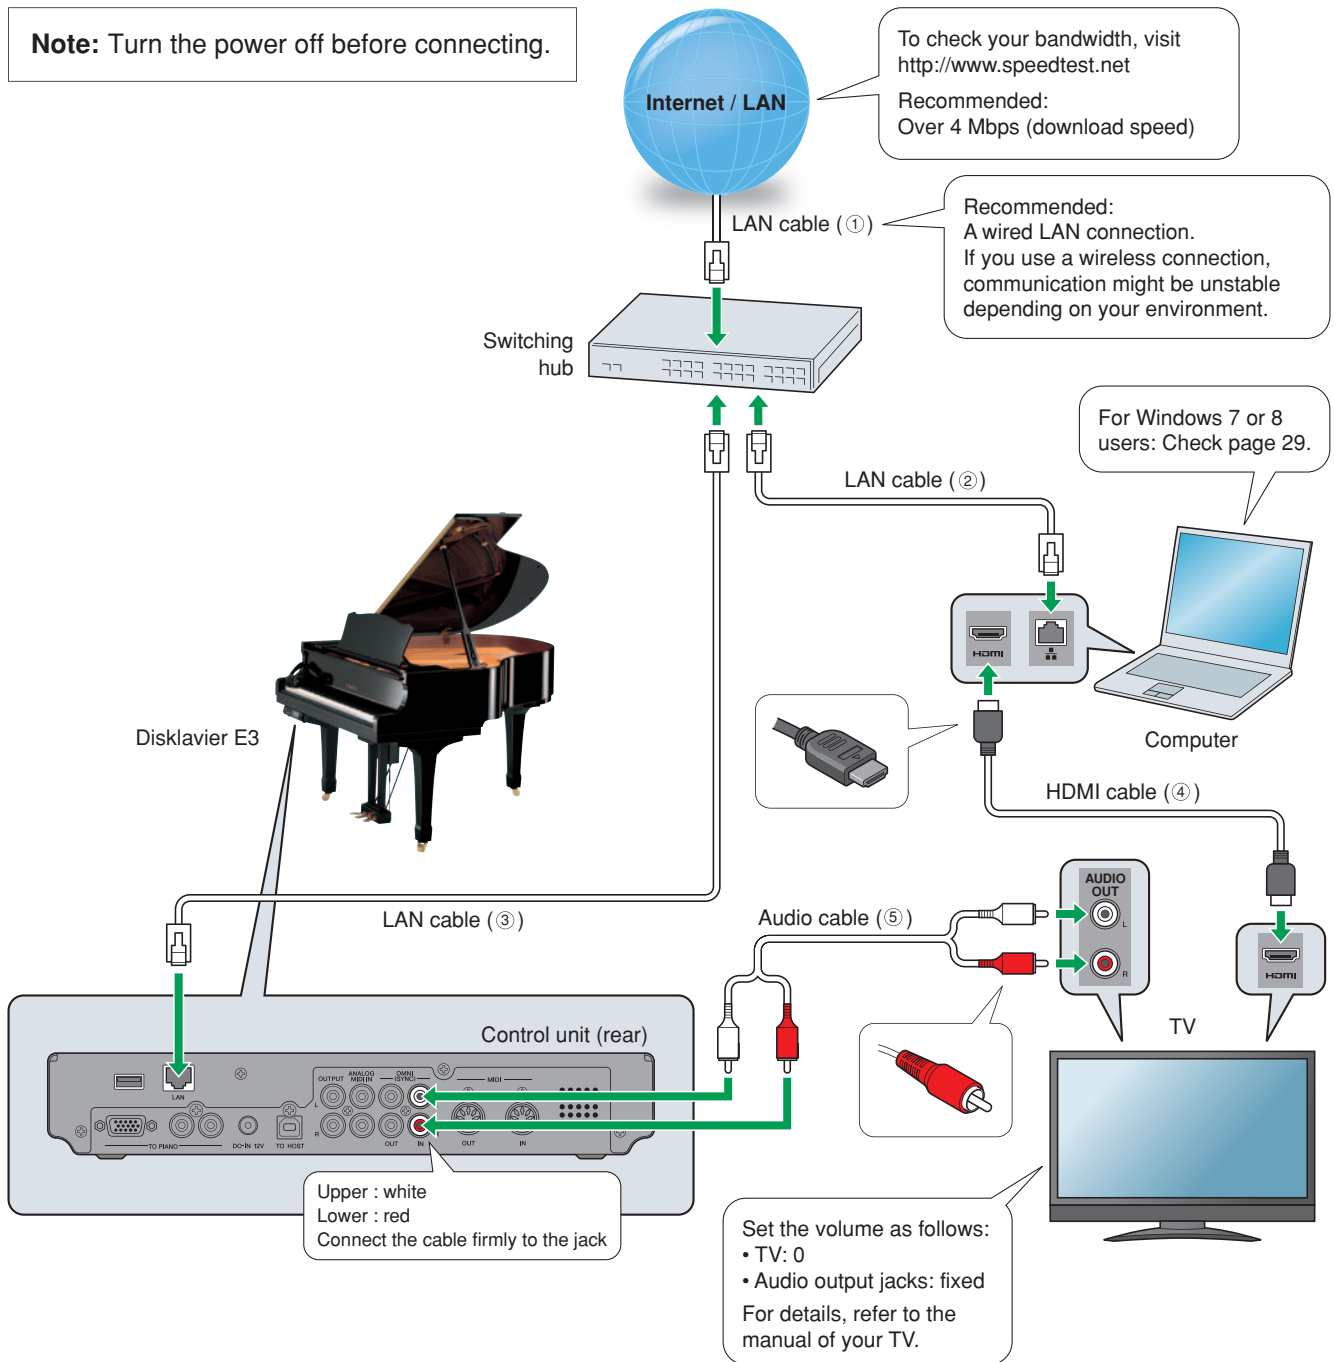 Note: Turn the power off before connecting.
Internet / LAN
To check your bandwidth, visit
http://www.speedtest.net
Recommended:
Over 4 Mbps (download speed)
LAN cable (①)
Recommended:
A wired LAN connection.
If you use a wireless connection,
communication might be unstable
depending on your environment.
Switching
hub
For Windows 7 or 8
users: Check page 29.
LAN cable (②)
HDMI
Computer
Disklavier E3
HDMI cable (④)
LAN cable (③)
Audio cable (⑤)
AUDIO
OUT
L
R
HDMI
TV
Control unit (rear)
LAN
OUTPUT
ANALOG
MIDI IN
OMNI
(SYNC)
MIDI
L
R
TO PIANO
DC-IN 12V
TO HOST
OUT
IN
OUT
IN
Upper : white
Lower : red
Connect the cable firmly to the jack
Set the volume as follows:
• TV: 0
• Audio output jacks: fixed
For details, refer to the
manual of your TV.